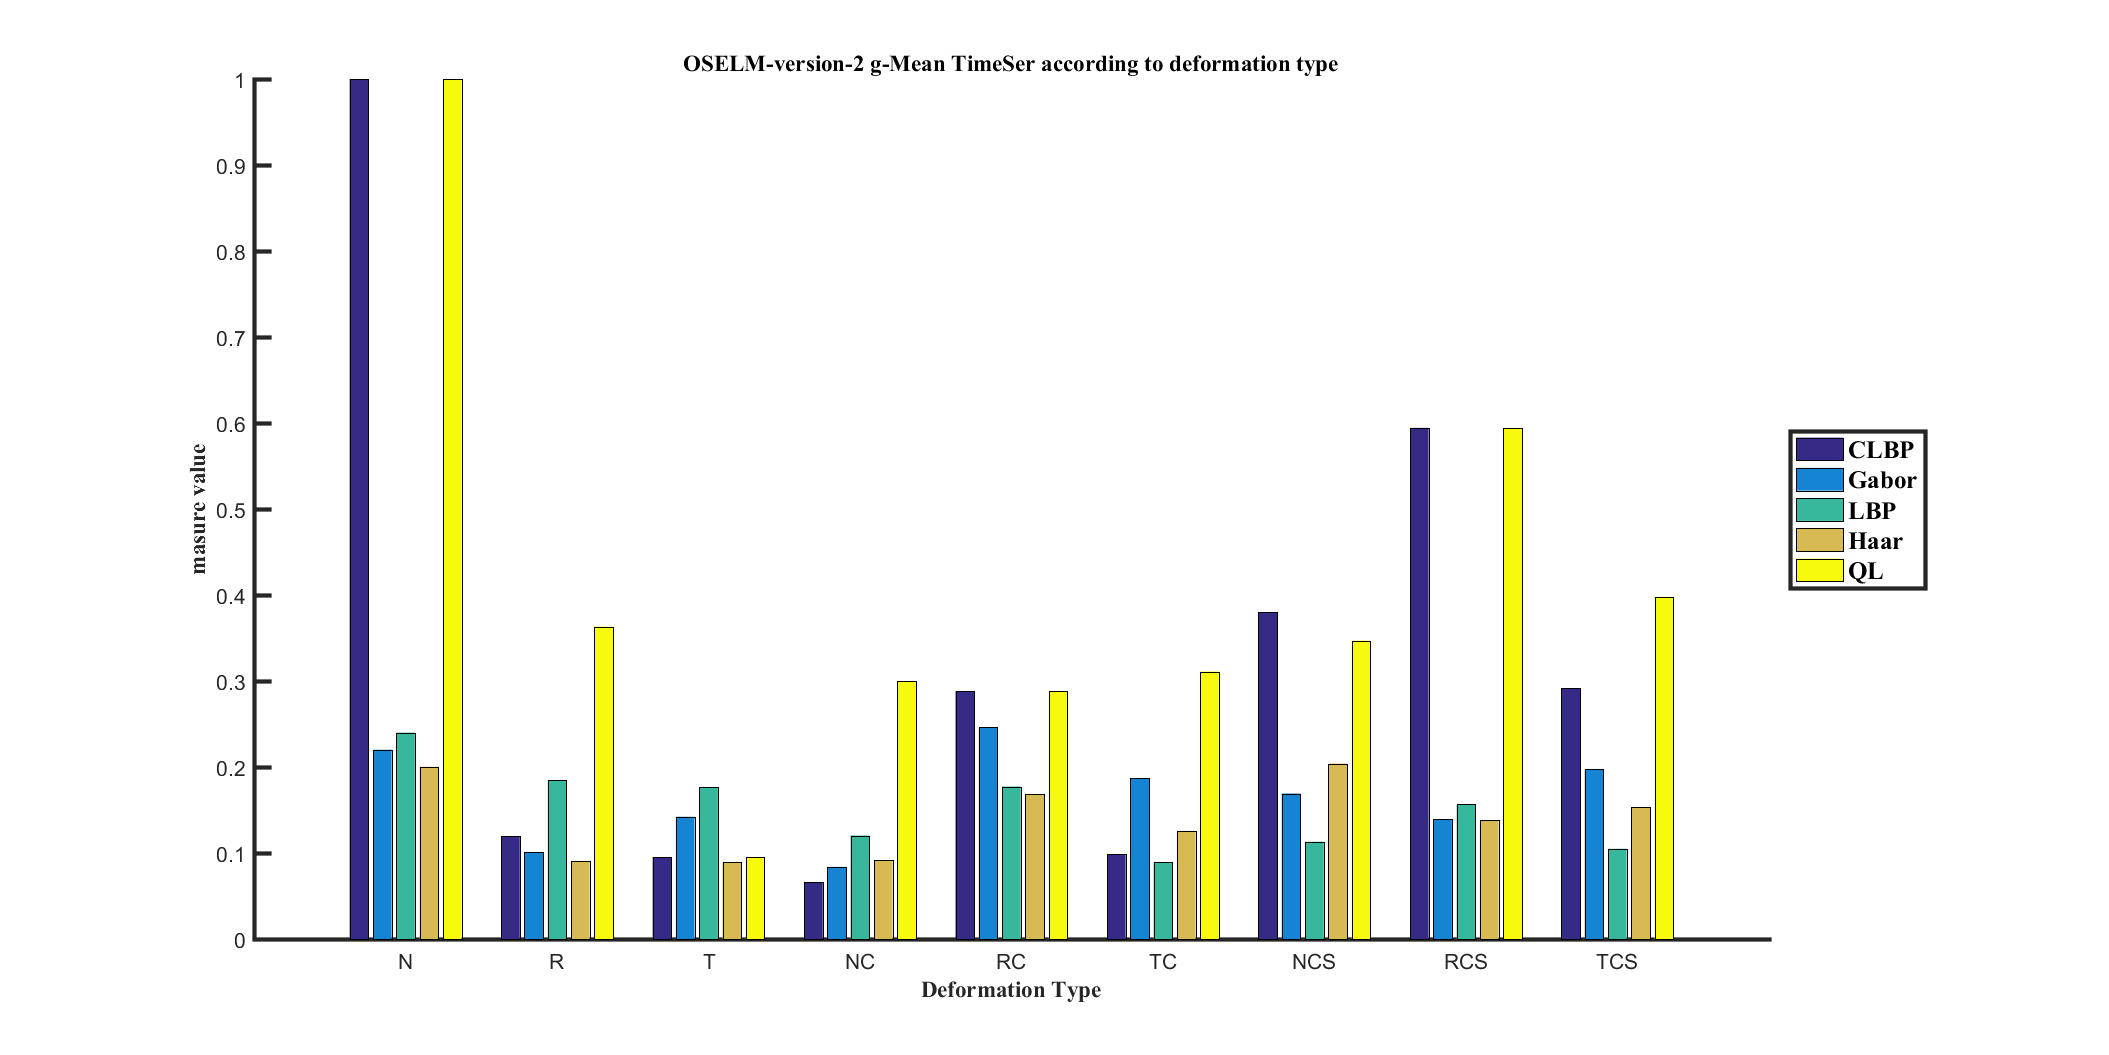 OSELM-version-2 g-Mean TimeSer according to deformation type
1
0.9
0.8
0.7
0.6
0.5
0.4
0.3
0.2
0.1
0
masure value
N R T NC RC TC NCS RCS TCS
Deformation Type
CLBP
Gabor
LBP
Haar
QL